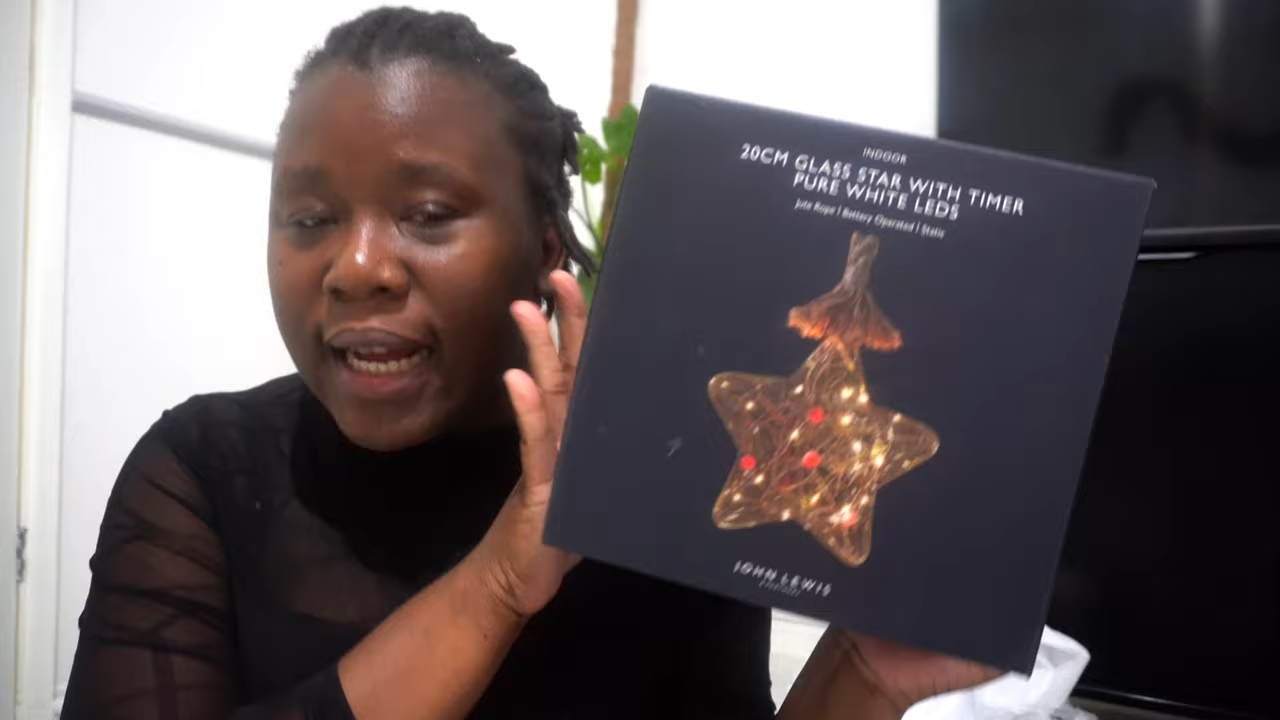 INDOOR
20CM GLASS STAR WITH TIMER
PURE WHITE LEDS
Jute Rope | Battery Operated | Static
JOHN LEWIS